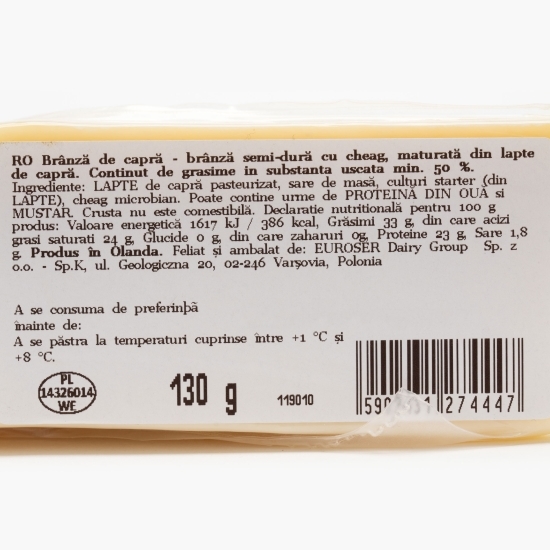 RO Brânză de capră - brânză semi-dură cu cheag, maturată din lapte
de capră. Continut de grasime in substanta uscata min. 50 %.
Ingrediente: LAPTE de capră pasteurizat, sare de masă, culturi starter (din
LAPTE), cheag microbian. Poate contine urme de PROTEINĂ DIN OUĂ si
MUSTAR. Crusta nu este comestibilă. Declaratie nutritională pentru 100 g
produs: Valoare energetică 1617 kJ / 386 kcal, Grăsimi 33 g, din care acizi
grasi saturati 24 g, Glucide 0 g, din care zaharuri 0g, Proteine 23 g, Sare 1,8
g. Produs în Olanda. Feliat și ambalat de: EUROSER Dairy Group Sp. z
o.o. - Sp.K, ul. Geologiczna 20, 02-246 Varșovia, Polonia
A se consuma de preferinþã
înainte de:
A se păstra la temperaturi cuprinse între +1 °C și
+8 °C.
PL
14326014
WE
130 g
119010
274447